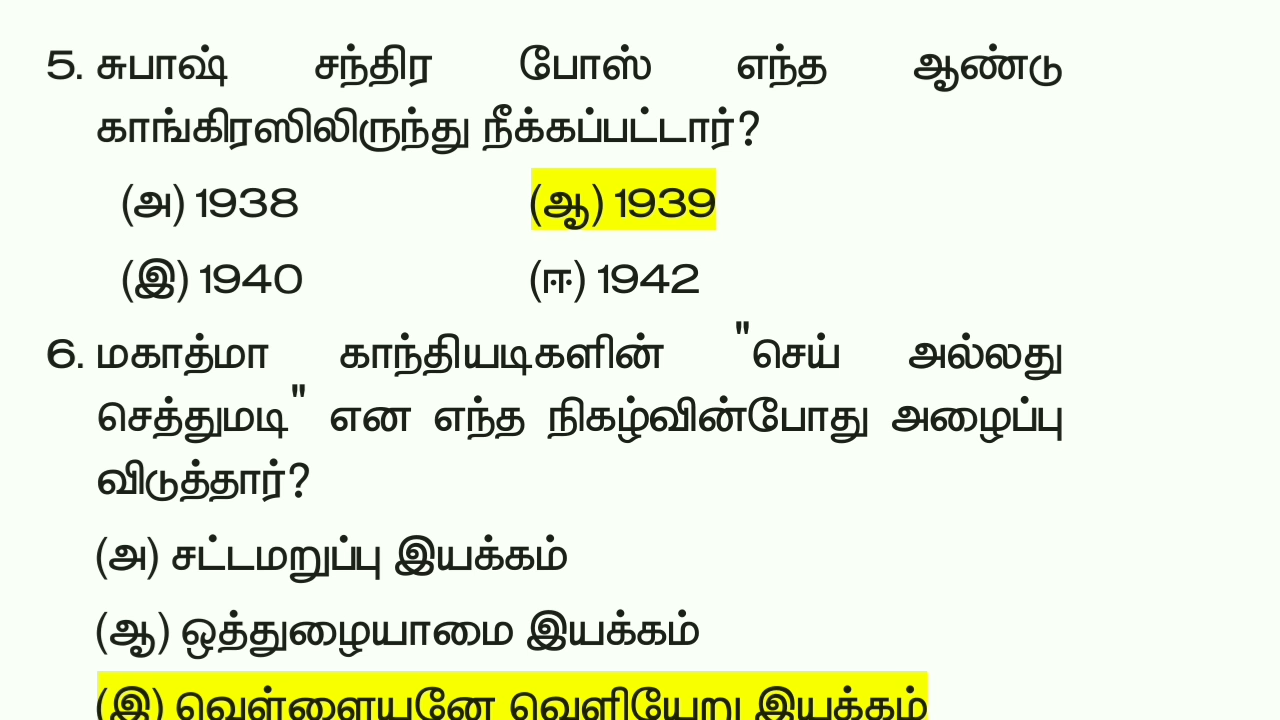 5. சுபாஷ் சந்திர போஸ் எந்த ஆண்டு
காங்கிரஸிலிருந்து நீக்கப்பட்டார்?
(அ) 1938 (ஆ) 1939
(இ) 1940 (ஈ) 1942
6. மகாத்மா காந்தியடிகளின் "செய் அல்லது
செத்துமடி" என எந்த நிகழ்வின்போது அழைப்பு
விடுத்தார்?
(அ) சட்டமறுப்பு இயக்கம்
(ஆ) ஒத்துழையாமை இயக்கம்
(இ) வெள்ளையனே வெளியேறு இயக்கம்